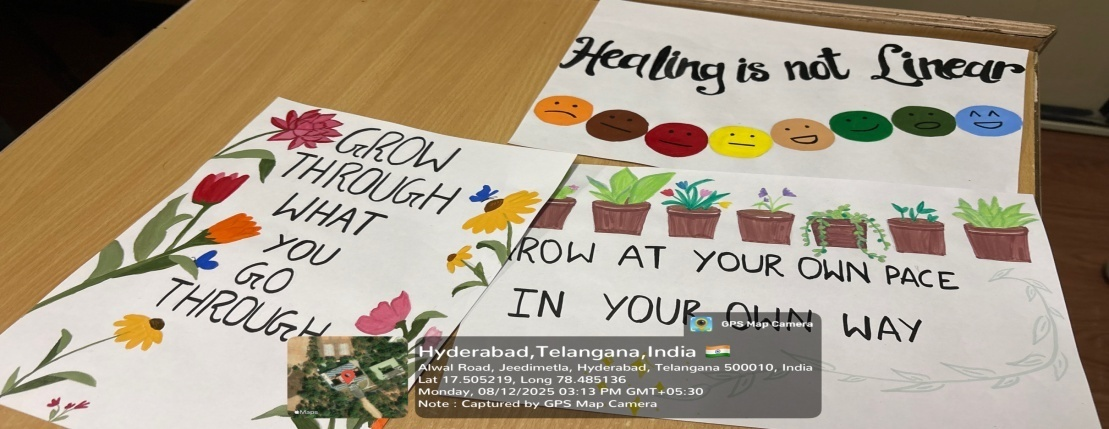 Healing is not Linear
GROW
THROUGH
WHAT
YOU
GO
THROUGH
ROW AT YOUR OWN PACE
IN YOUR OWN WAY
GPS Map Camera
Hyderabad,Telangana,India
Alwal Road, Jeedimetla, Hyderabad, Telangana 500010, India
Lat 17.505219, Long 78.485136
Monday, 08/12/2025 03:13 PM GMT+05:30
Note : Captured by GPS Map Camera
Maps